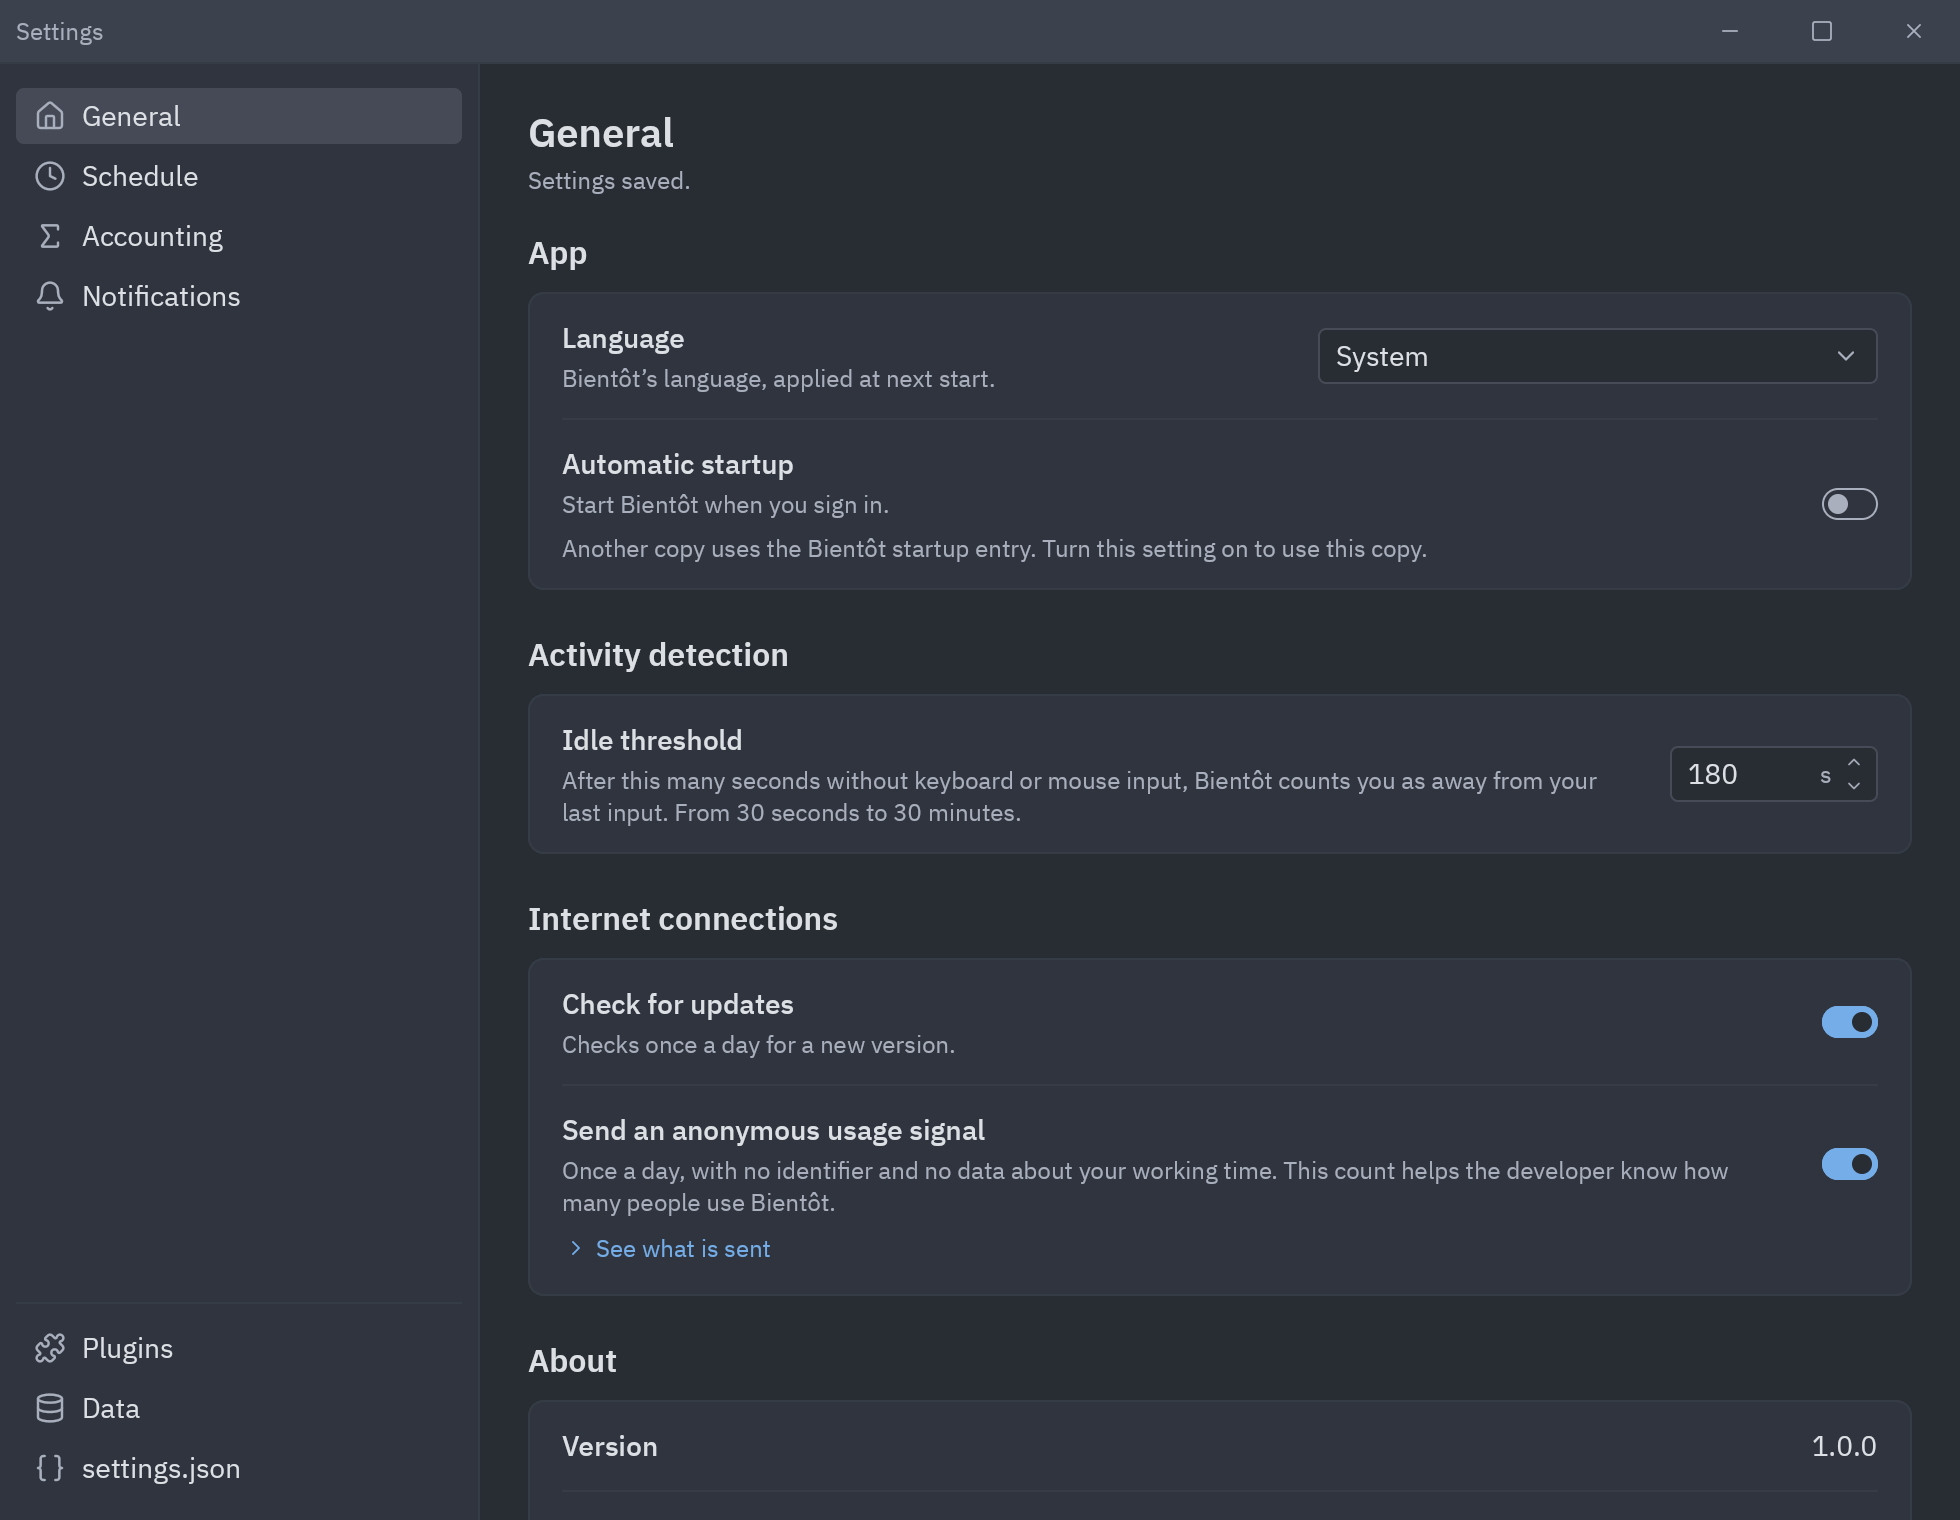 Settings
General
Schedule
Accounting
Notifications
Plugins
Data
settings.json
General
Settings saved.
App
Language
Bientôt’s language, applied at next start.
System
Automatic startup
Start Bientôt when you sign in.
Another copy uses the Bientôt startup entry. Turn this setting on to use this copy.
Activity detection
Idle threshold
After this many seconds without keyboard or mouse input, Bientôt counts you as away from your
last input. From 30 seconds to 30 minutes.
180 s
Internet connections
Check for updates
Checks once a day for a new version.
Send an anonymous usage signal
Once a day, with no identifier and no data about your working time. This count helps the developer know how
many people use Bientôt.
See what is sent
About
Version
1.0.0